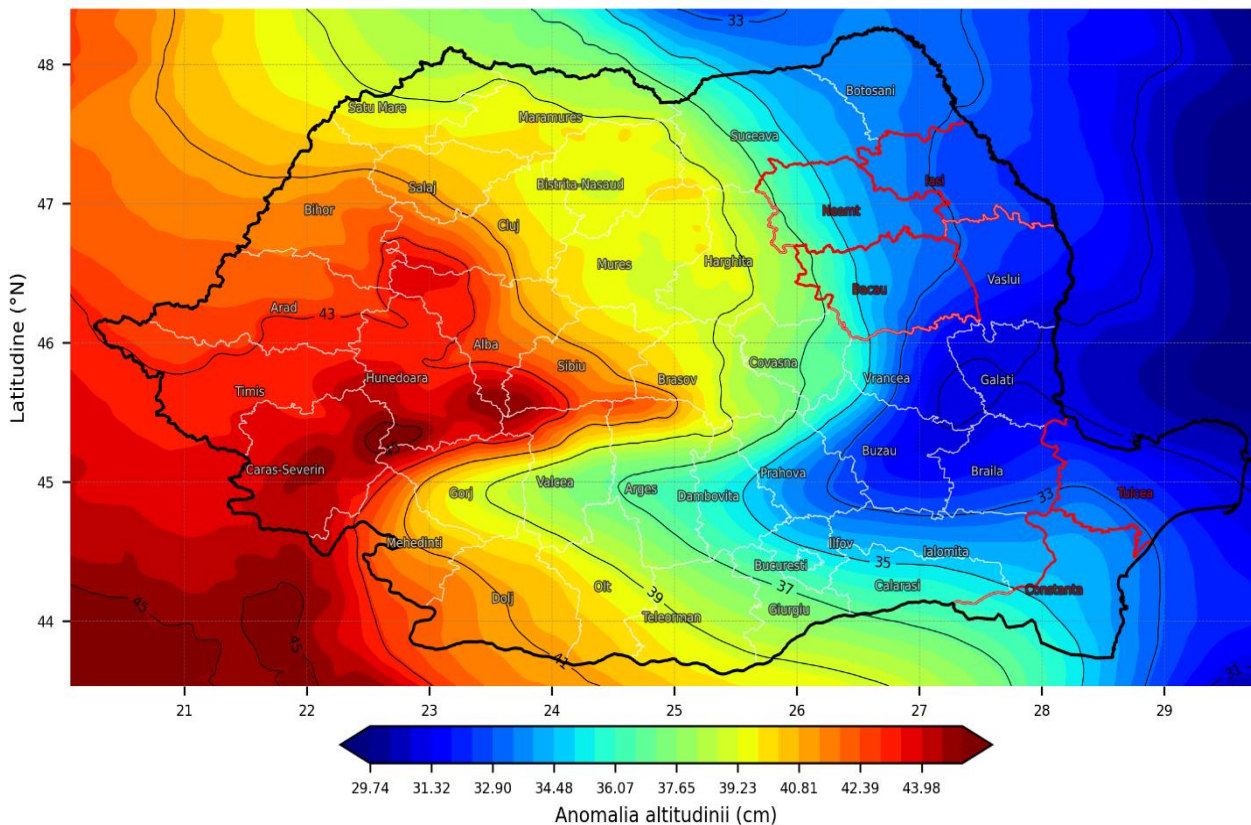 33
48
Botosani
Satu Mare
Maramures
Suceava
Bistrita-Nasaud
Iasi
Salaj
47
Bihor
Neamt
Cluj
Mures
Harghita
Bacau
Vaslui
Arad
43
46
Alba
Sibiu
Covasna
Timis
Hunedoara
Brasov
Vrancea
Galati
45
Buzau
Caras-Severin
Prahova
Braila
45
Gorj
Valcea
Arges
Dambovita
33
Tulcea
Mehedinti
Ilfov
Ialomita
35
Bucuresti
45
Dolj
Olt
39
37
Calarasi
Constanta
44
45
Teleorman
Giurgiu
41
31
Latitudine (°N)
21 22 23 24 25 26 27 28 29
29.74 31.32 32.90 34.48 36.07 37.65 39.23 40.81 42.39 43.98
Anomalia altitudinii (cm)